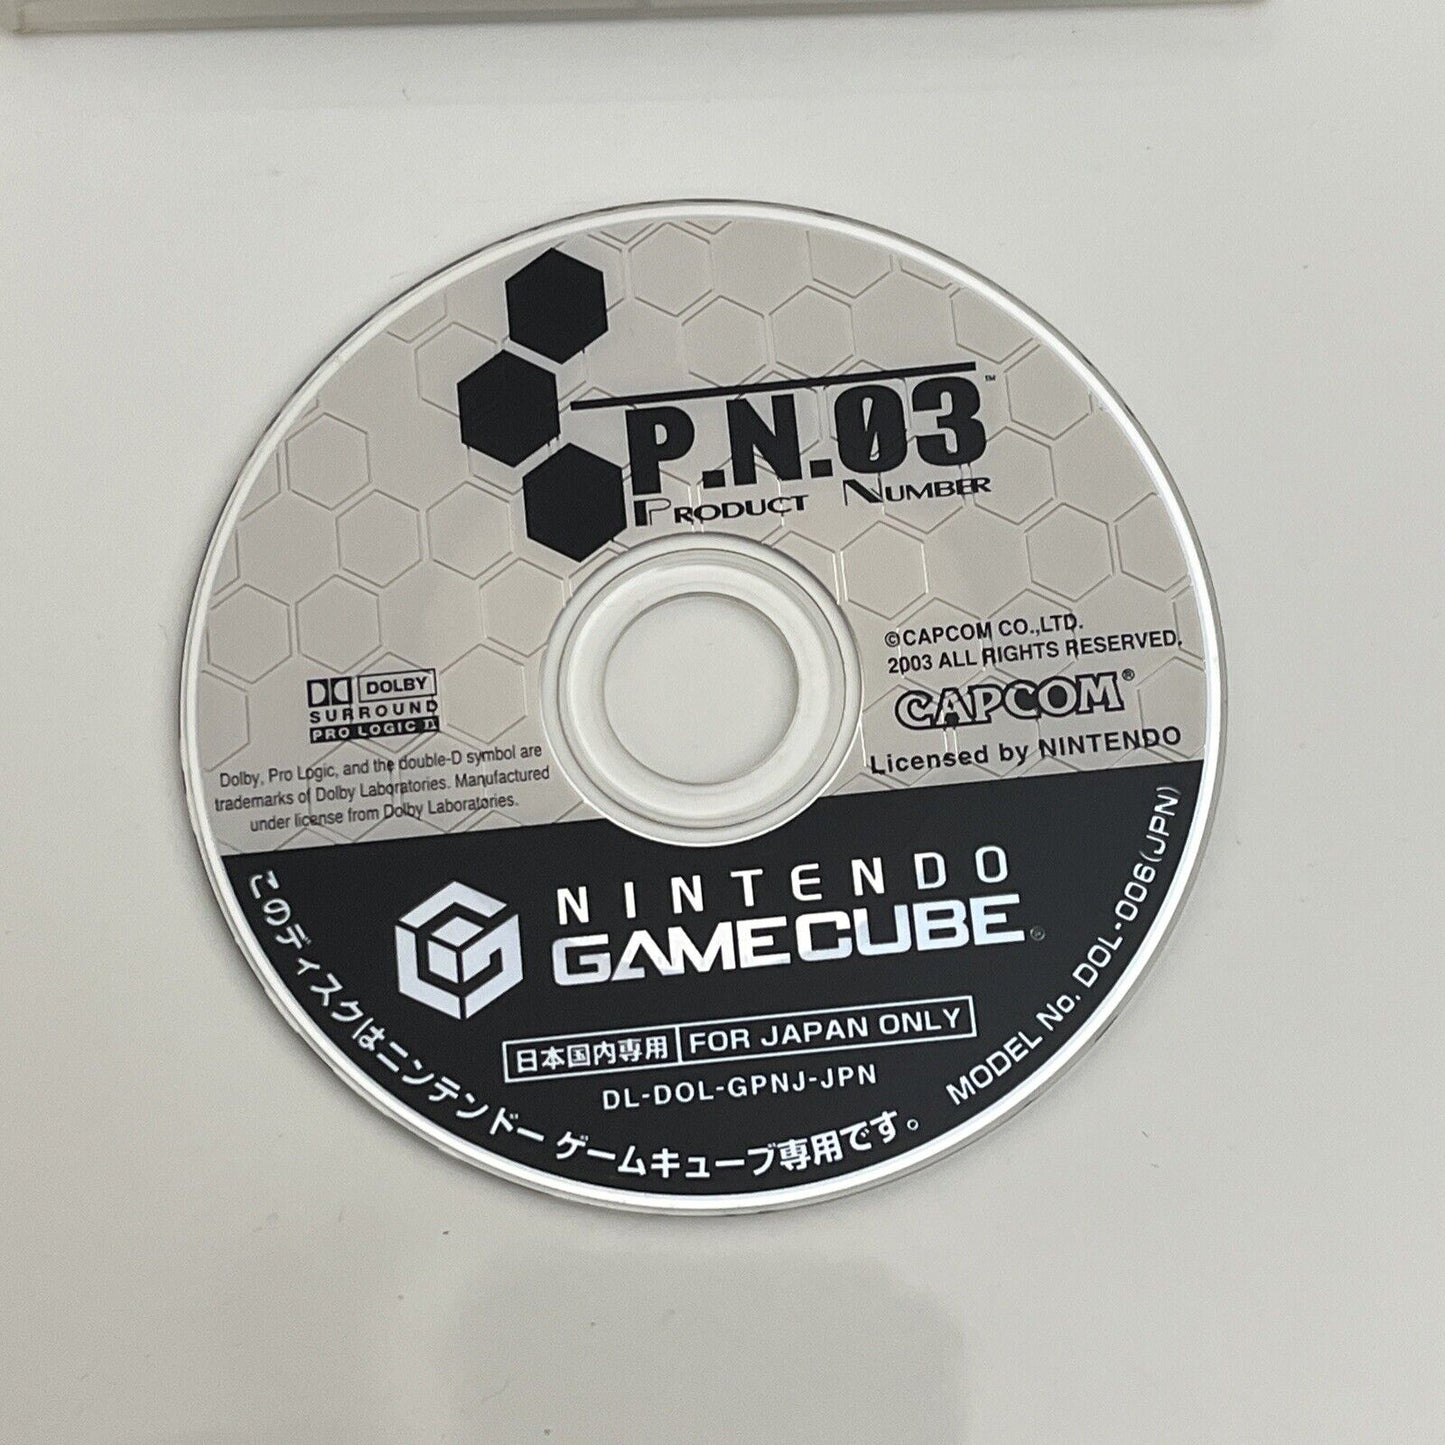 P.N.03™
PRODUCT NUMBER
©CAPCOM CO.,LTD.
2003 ALL RIGHTS RESERVED.
CAPCOM®
Licensed by NINTENDO
DOLBY
SURROUND
PRO LOGIC II
Dolby, Pro Logic, and the double-D symbol are
trademarks of Dolby Laboratories. Manufactured
under license from Dolby Laboratories.
NINTENDO
GAMECUBE®
日本国内専用 FOR JAPAN ONLY
DL-DOL-GPNJ-JPN
このディスクはニンテンドーゲームキューブ専用です。
MODEL No. DOL-006(JPN)